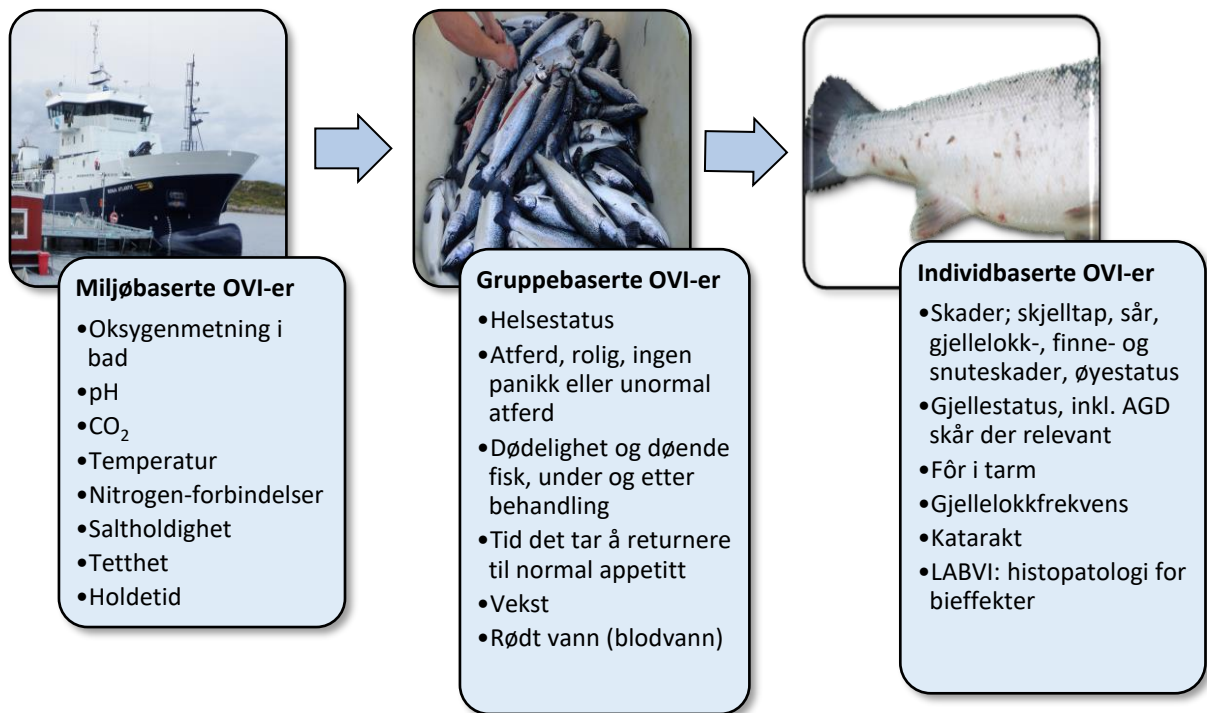 Miljøbaserte OVI-er
•Oksygenmetning i
bad
•pH
•CO₂
•Temperatur
•Nitrogen-forbindelser
•Saltholdighet
•Tetthet
•Holdetid
Gruppebaserte OVI-er
•Helsestatus
•Atferd, rolig, ingen
panikk eller unormal
atferd
•Dødelighet og døende
fisk, under og etter
behandling
•Tid det tar å returnere
til normal appetitt
•Vekst
•Rødt vann (blodvann)
Individbaserte OVI-er
•Skader; skjelltap, sår,
gjellelokk-, finne- og
snuteskader, øyestatus
•Gjellestatus, inkl. AGD
skår der relevant
•Fôr i tarm
•Gjellelokkfrekvens
•Katarakt
•LABVI: histopatologi for
bieffekter